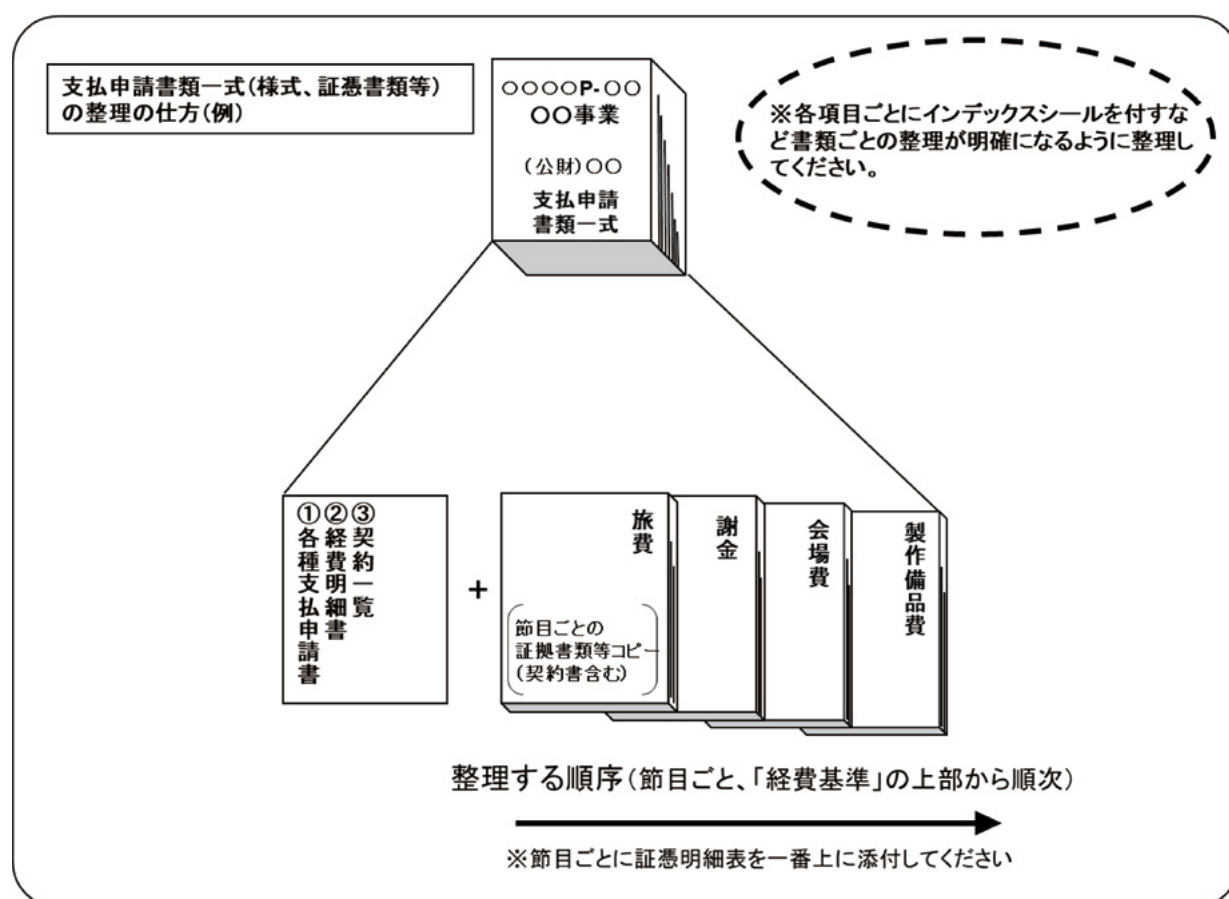 支払申請書類一式(様式、証憑書類等)
の整理の仕方(例)
○○○○P-○○
○○事業
(公財)○○
支払申請
書類一式
※各項目ごとにインデックスシールを付すな
ど書類ごとの整理が明確になるように整理し
てください。
①各種支払申請書
②経費明細書
③契約一覧
+
旅費
節目ごとの
証拠書類等コピー
(契約書含む)
謝金
会場費
製作備品費
整理する順序(節目ごと、「経費基準」の上部から順次)
※節目ごとに証憑明細表を一番上に添付してください